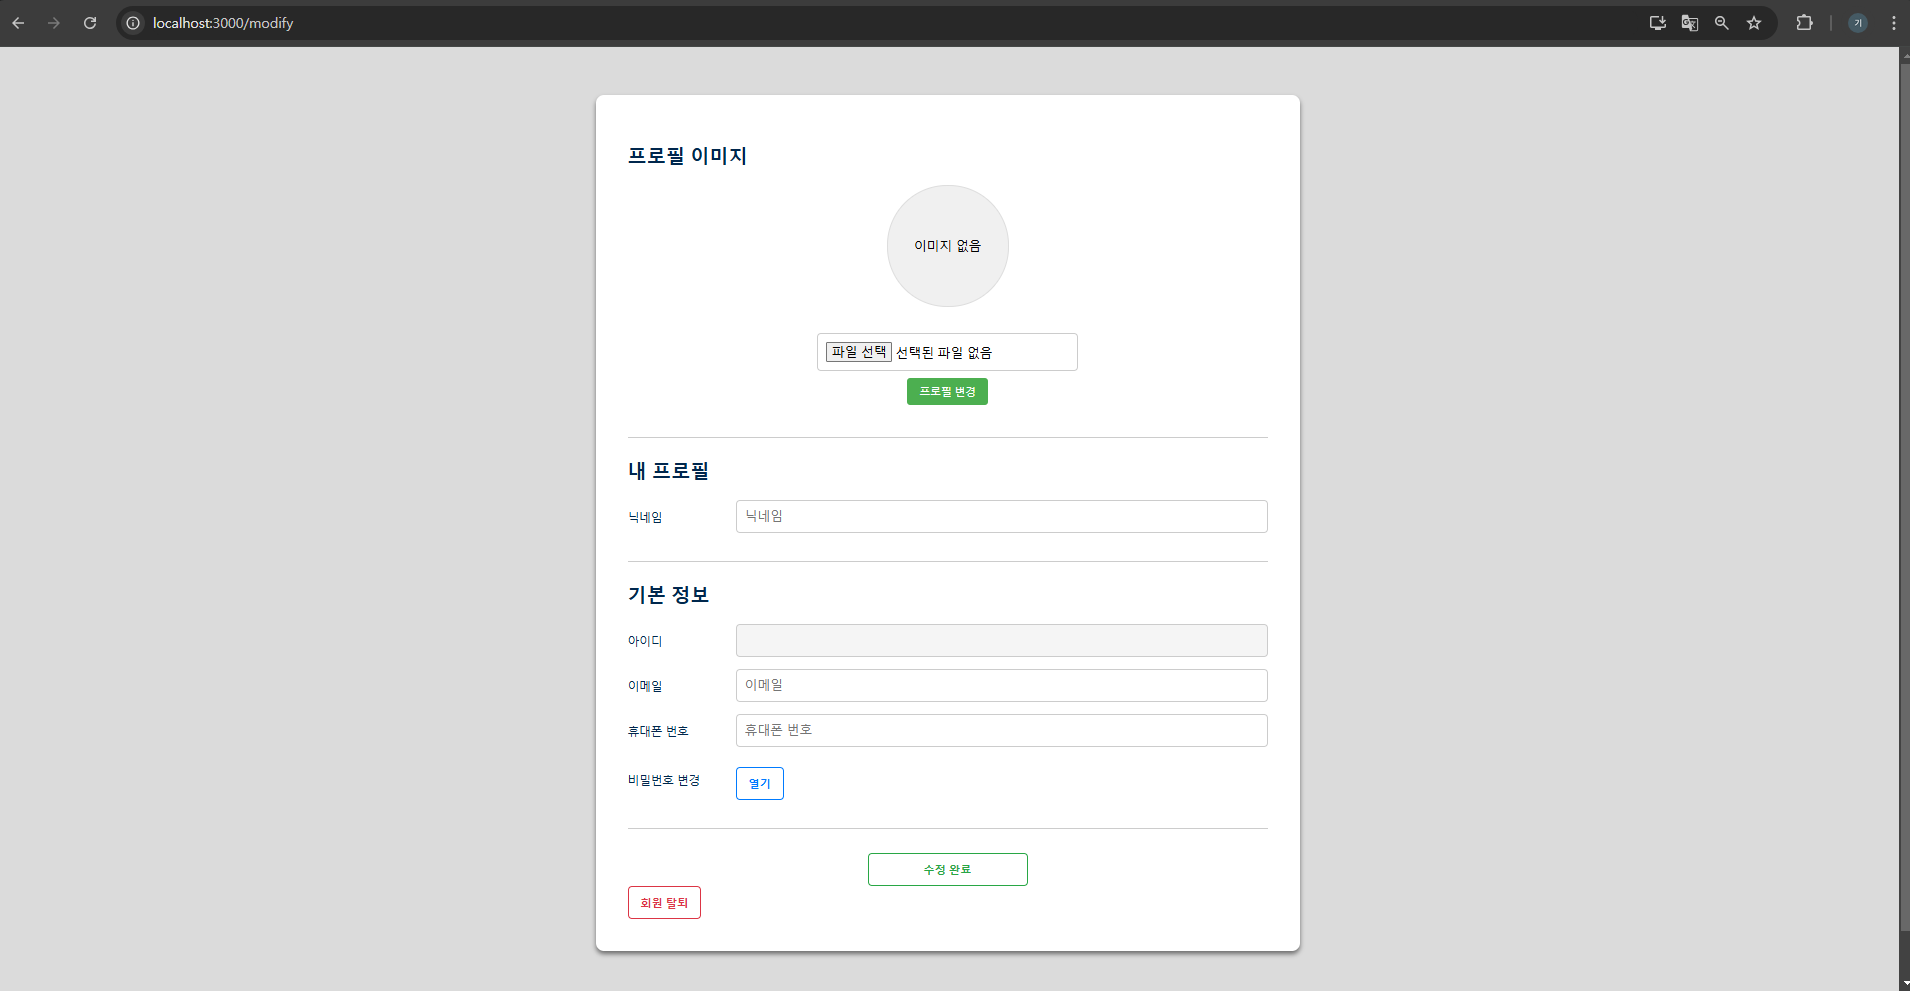 localhost:3000/modify
기
프로필 이미지
이미지 없음
파일 선택 선택된 파일 없음
프로필 변경
내 프로필
닉네임 닉네임
기본 정보
아이디
이메일 이메일
휴대폰 번호 휴대폰 번호
비밀번호 변경 열기
수정 완료
회원 탈퇴